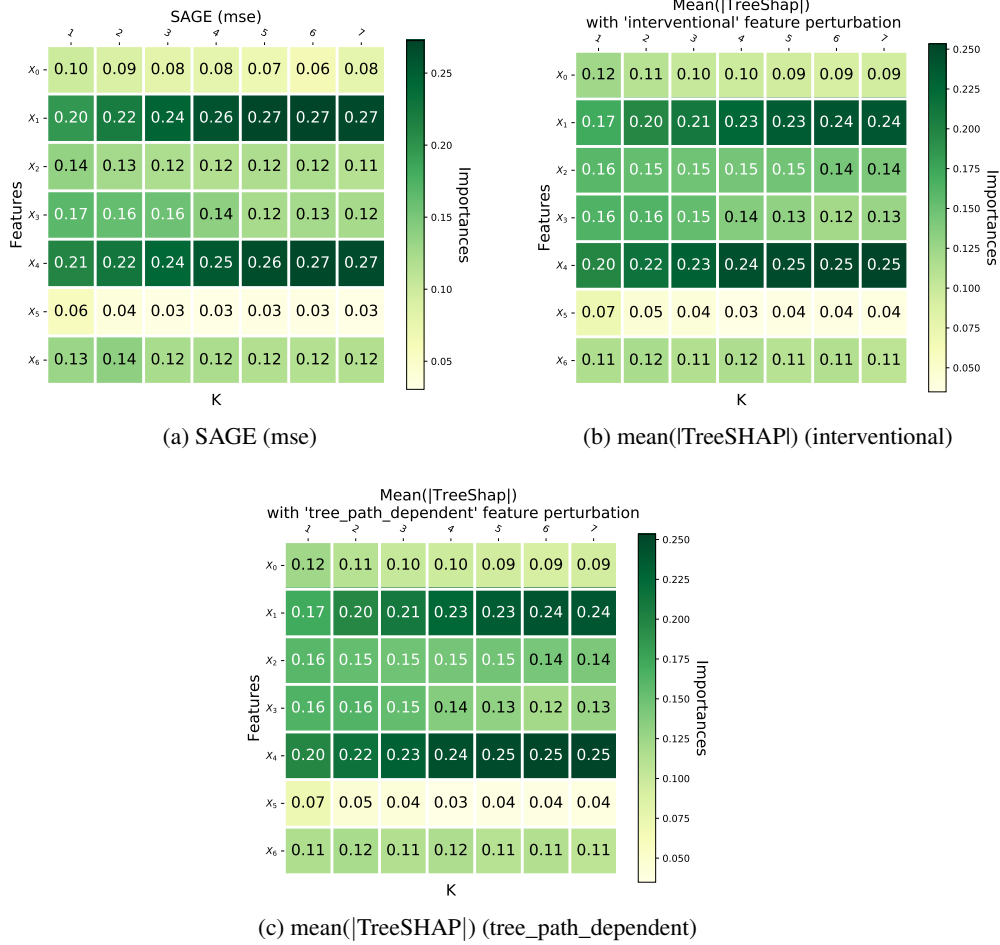 SAGE (mse)
1 2 3 4 5 6 7
X0 0.10 0.09 0.08 0.08 0.07 0.06 0.08
X1 0.20 0.22 0.24 0.26 0.27 0.27 0.27
X2 0.14 0.13 0.12 0.12 0.12 0.12 0.11
X3 0.17 0.16 0.16 0.14 0.12 0.13 0.12
X4 0.21 0.22 0.24 0.25 0.26 0.27 0.27
X5 0.06 0.04 0.03 0.03 0.03 0.03 0.03
X6 0.13 0.14 0.12 0.12 0.12 0.12 0.12
Features
K
0.25
0.20
0.15
0.10
0.05
Importances
(a) SAGE (mse)
Mean(|TreeShap|)
with 'interventional' feature perturbation
1 2 3 4 5 6 7
X0 0.12 0.11 0.10 0.10 0.09 0.09 0.09
X1 0.17 0.20 0.21 0.23 0.23 0.24 0.24
X2 0.16 0.15 0.15 0.15 0.15 0.14 0.14
X3 0.16 0.16 0.15 0.14 0.13 0.12 0.13
X4 0.20 0.22 0.23 0.24 0.25 0.25 0.25
X5 0.07 0.05 0.04 0.03 0.04 0.04 0.04
X6 0.11 0.12 0.11 0.12 0.11 0.11 0.11
Features
K
0.250
0.225
0.200
0.175
0.150
0.125
0.100
0.075
0.050
Importances
(b) mean(|TreeSHAP|) (interventional)
Mean(|TreeShap|)
with 'tree_path_dependent' feature perturbation
1 2 3 4 5 6 7
X0 0.12 0.11 0.10 0.10 0.09 0.09 0.09
X1 0.17 0.20 0.21 0.23 0.23 0.24 0.24
X2 0.16 0.15 0.15 0.15 0.15 0.14 0.14
X3 0.16 0.16 0.15 0.14 0.13 0.12 0.13
X4 0.20 0.22 0.23 0.24 0.25 0.25 0.25
X5 0.07 0.05 0.04 0.03 0.04 0.04 0.04
X6 0.11 0.12 0.11 0.12 0.11 0.11 0.11
Features
K
0.250
0.225
0.200
0.175
0.150
0.125
0.100
0.075
0.050
Importances
(c) mean(|TreeSHAP|) (tree_path_dependent)